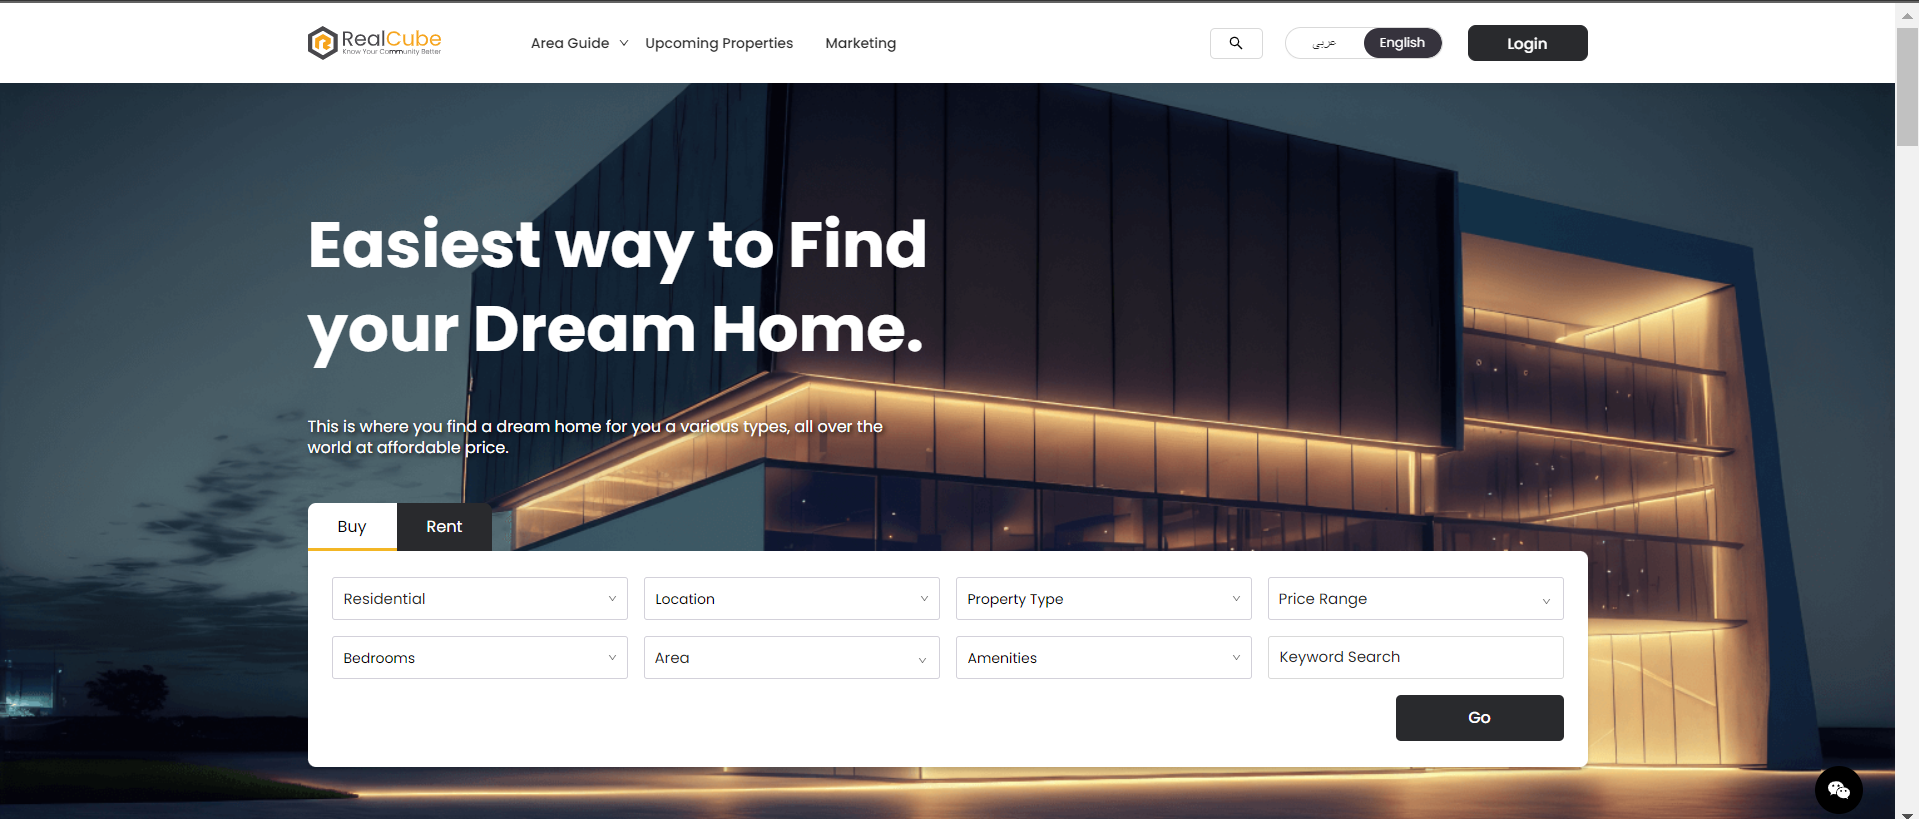 RealCube
Know Your Community Better
Area Guide
Upcoming Properties
Marketing
عربى
English
Login
Easiest way to Find
your Dream Home.
This is where you find a dream home for you a various types, all over the
world at affordable price.
Buy
Rent
Residential
Location
Property Type
Price Range
Bedrooms
Area
Amenities
Keyword Search
Go